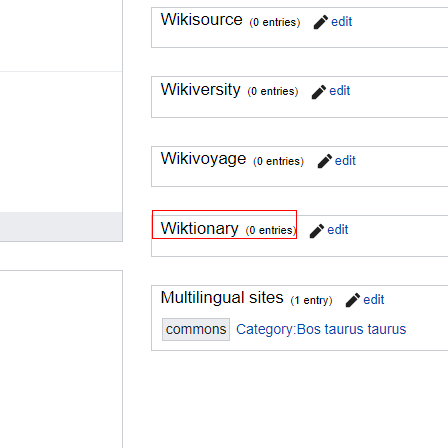 Wikisource (0 entries) edit
Wikiversity (0 entries) edit
Wikivoyage (0 entries) edit
Wiktionary (0 entries) edit
Multilingual sites (1 entry) edit
commons Category:Bos taurus taurus